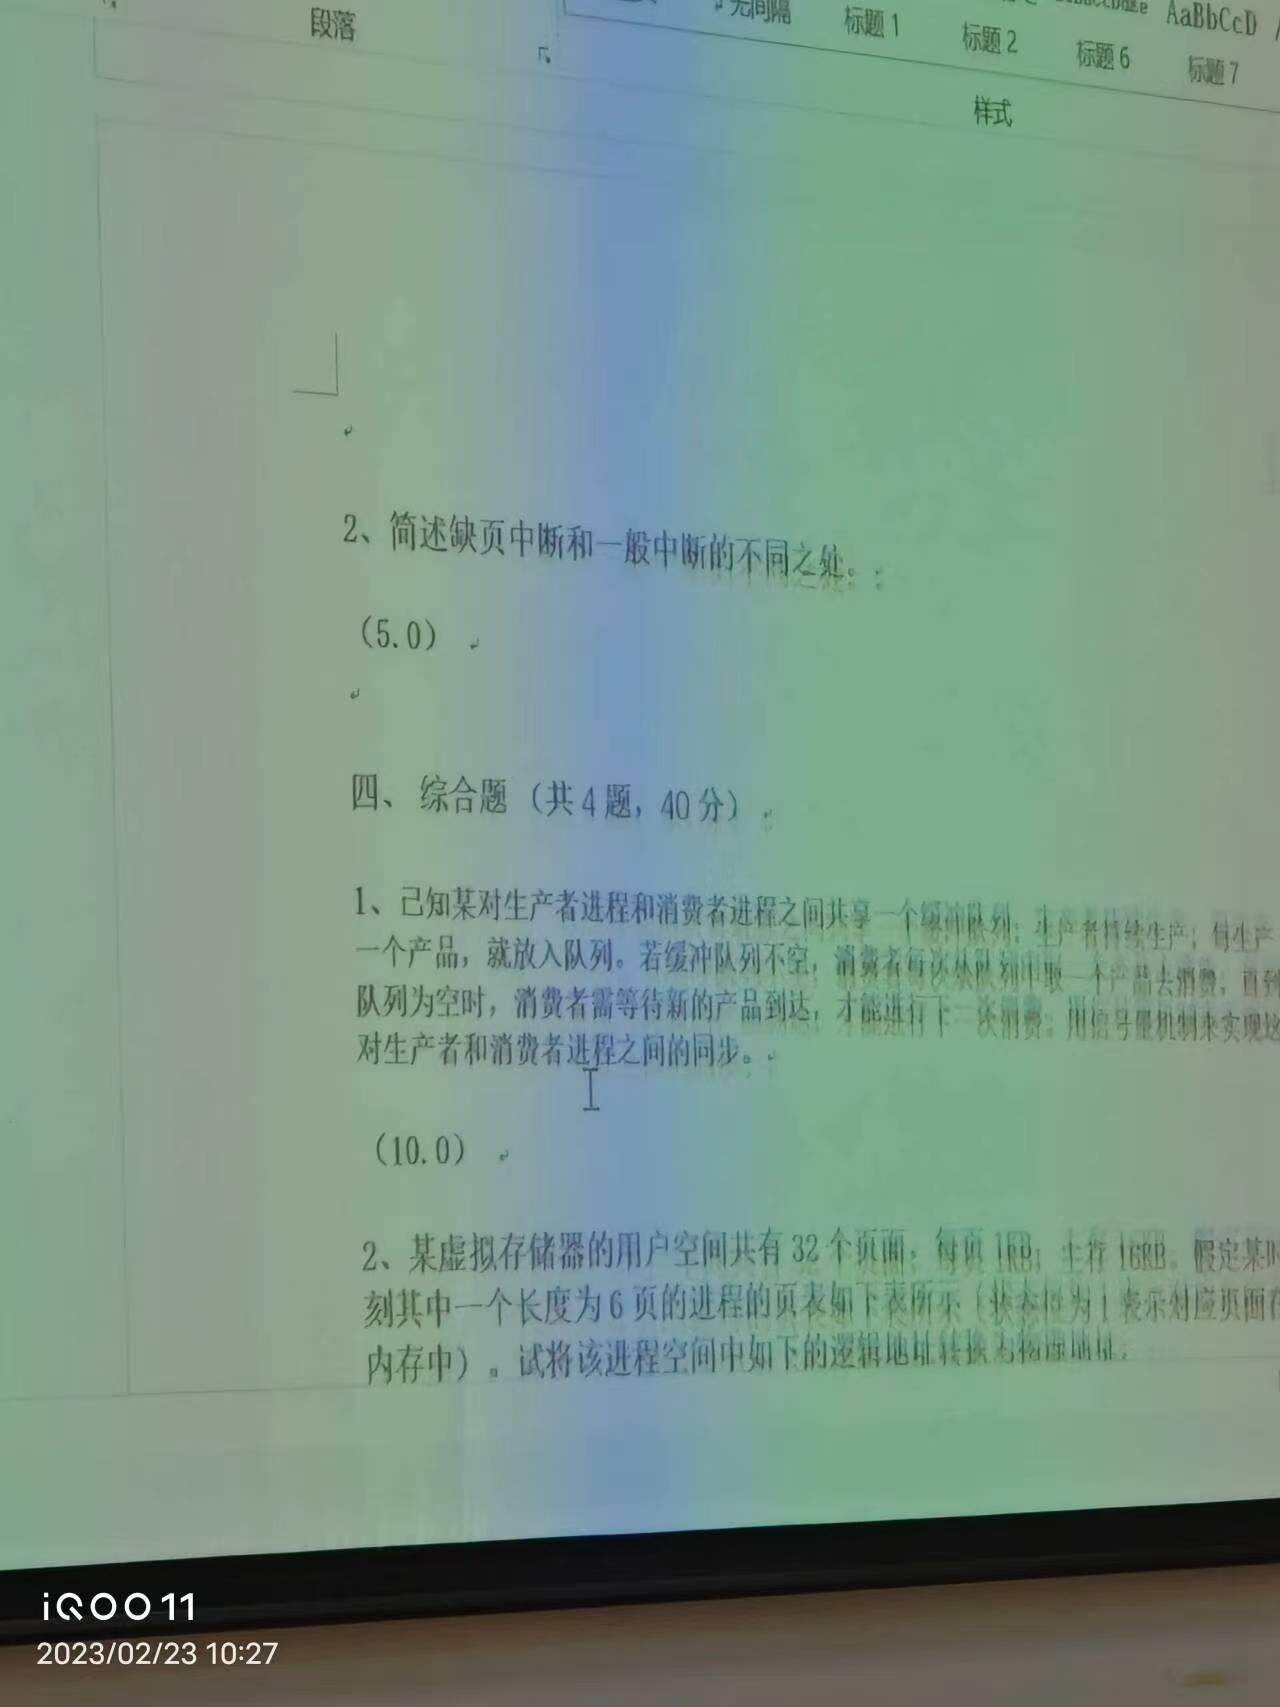 段落
无间隔
标题 1
标题 2
标题 6
AaBbCcD
标题 7
样式
2、简述缺页中断和一般中断的不同之处。
(5.0)
四、 综合题 (共 4 题, 40 分)
1、已知某对生产者进程和消费者进程之间共享一个缓冲队列；生产者持续生产；每生产
一个产品，就放入队列。若缓冲队列不空，消费者每次从队列中取一个产品去消费，直到
队列为空时，消费者需等待新的产品到达，才能进行下一次消费。用信号量机制来实现这
对生产者和消费者进程之间的同步。
(10.0)
2、某虚拟存储器的用户空间共有 32 个页面，每页 1KB，主存 16KB。假定某时
刻其中一个长度为 6 页的进程的页表如下表所示（状态位为 1 表示对应页面在
内存中）。试将该进程空间中如下的逻辑地址转换为物理地址：
iQOO 11
2023/02/23 10:27